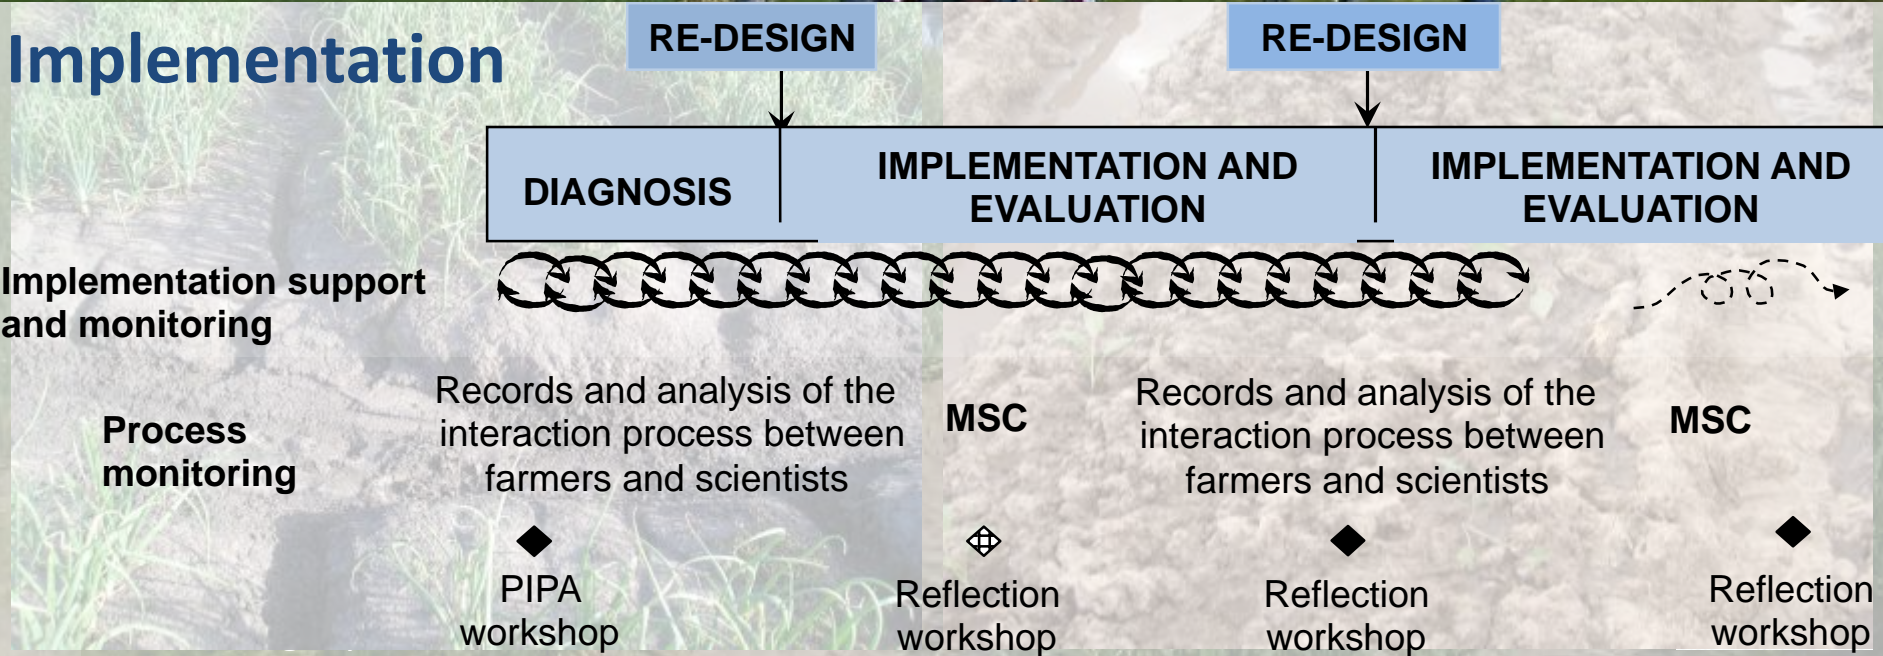 Implementation
RE-DESIGN
RE-DESIGN
DIAGNOSIS
IMPLEMENTATION AND
EVALUATION
IMPLEMENTATION AND
EVALUATION
Implementation support
and monitoring
Process
monitoring
Records and analysis of the
interaction process between
farmers and scientists
MSC
Records and analysis of the
interaction process between
farmers and scientists
MSC
PIPA
workshop
Reflection
workshop
Reflection
workshop
Reflection
workshop